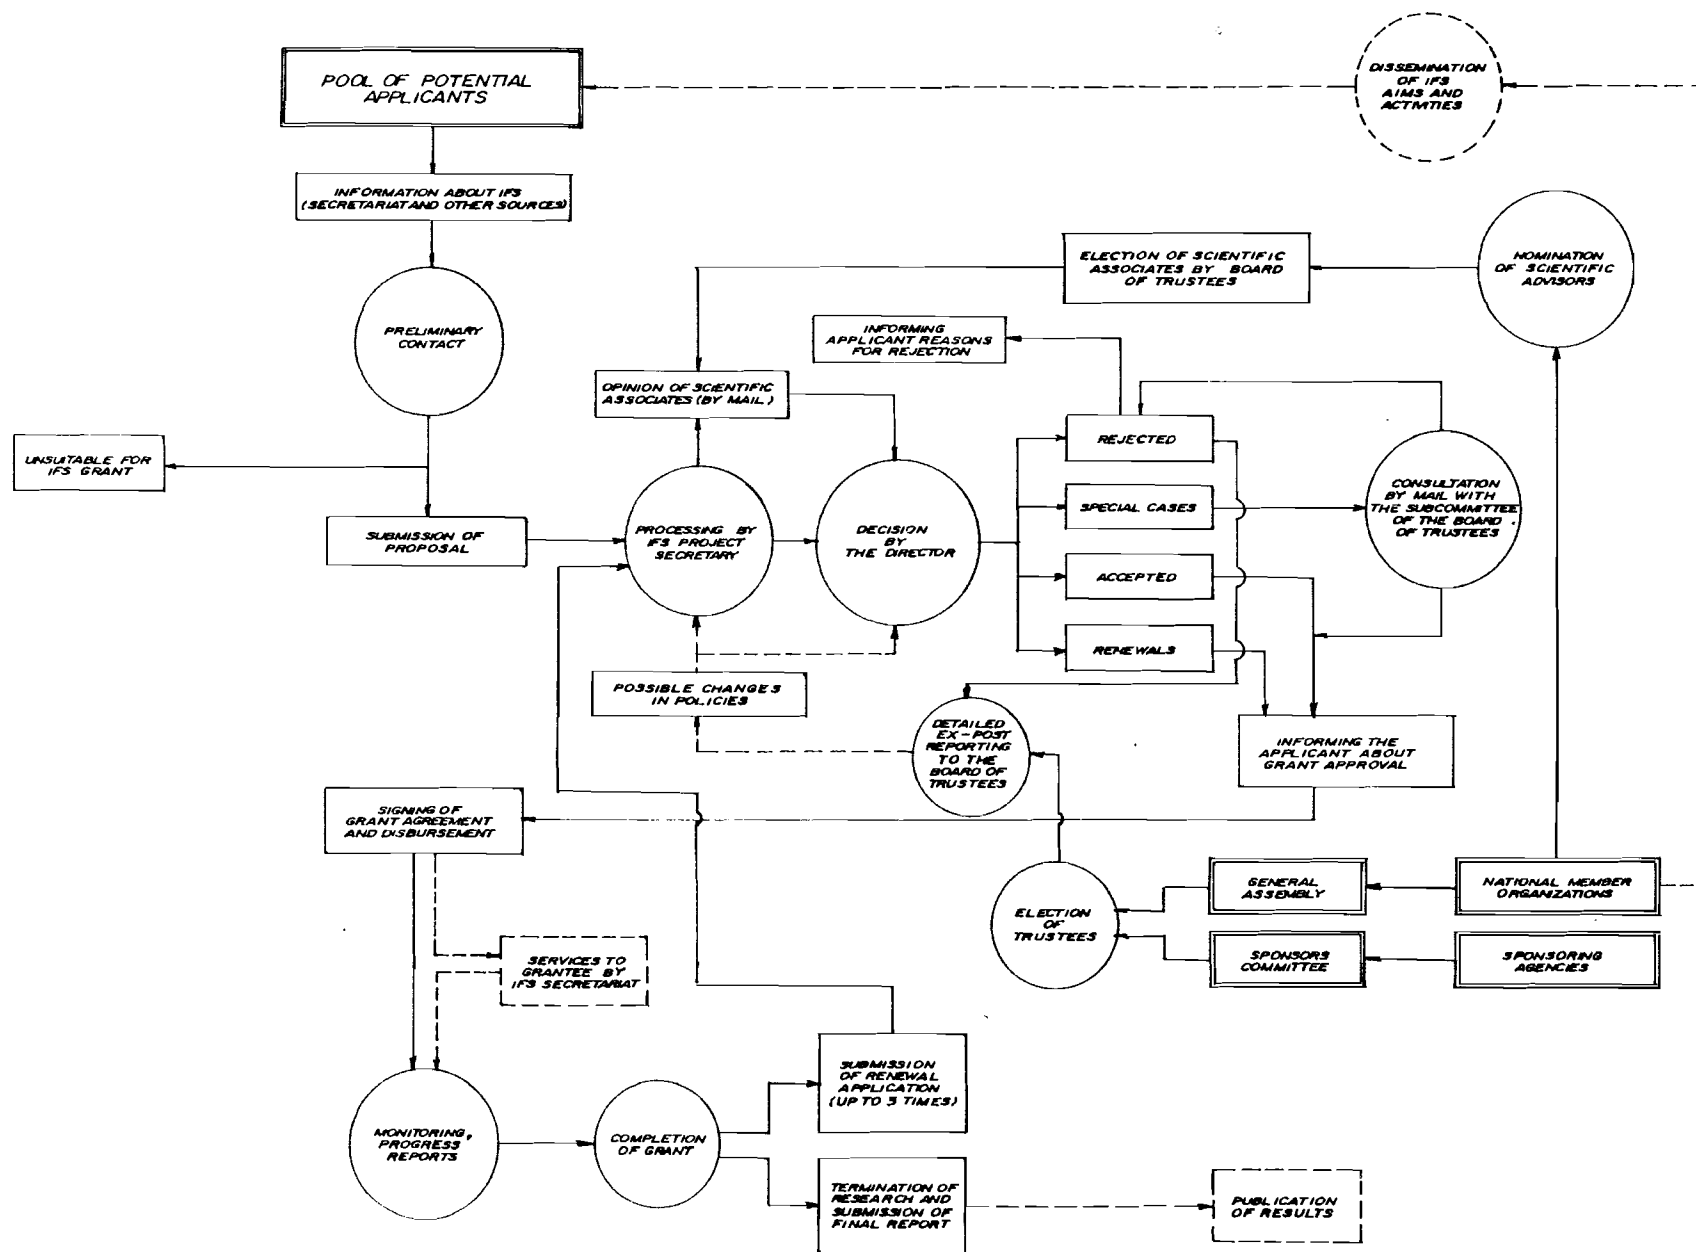 POOL OF POTENTIAL
APPLICANTS
DISSEMINATION
OF IFS
AIMS AND
ACTIVITIES
INFORMATION ABOUT IFS
(SECRETARIAT AND OTHER SOURCES)
NOMINATION
OF SCIENTIFIC
ADVISORS
ELECTION OF SCIENTIFIC
ASSOCIATES BY BOARD
OF TRUSTEES
PRELIMINARY
CONTACT
INFORMING
APPLICANT REASONS
FOR REJECTION
OPINION OF SCIENTIFIC
ASSOCIATES (BY MAIL)
REJECTED
UNSUITABLE FOR
IFS GRANT
CONSULTATION
BY MAIL WITH
THE SUBCOMMITTEE
OF THE BOARD
OF TRUSTEES
SPECIAL CASES
SUBMISSION OF
PROPOSAL
PROCESSING BY
IFS PROJECT
SECRETARY
DECISION
BY
THE DIRECTOR
ACCEPTED
RENEWALS
POSSIBLE CHANGES
IN POLICIES
DETAILED
EX-POST
REPORTING
TO THE
BOARD OF
TRUSTEES
INFORMING THE
APPLICANT ABOUT
GRANT APPROVAL
SIGNING OF
GRANT AGREEMENT
AND DISBURSEMENT
GENERAL
ASSEMBLY
NATIONAL MEMBER
ORGANIZATIONS
ELECTION
OF
TRUSTEES
SPONSORS
COMMITTEE
SPONSORING
AGENCIES
SERVICES TO
GRANTEE BY
IFS SECRETARIAT
SUBMISSION
OF RENEWAL
APPLICATION
(UP TO 3 TIMES)
MONITORING,
PROGRESS
REPORTS
COMPLETION
OF GRANT
TERMINATION OF
RESEARCH AND
SUBMISSION OF
FINAL REPORT
PUBLICATION
OF RESULTS